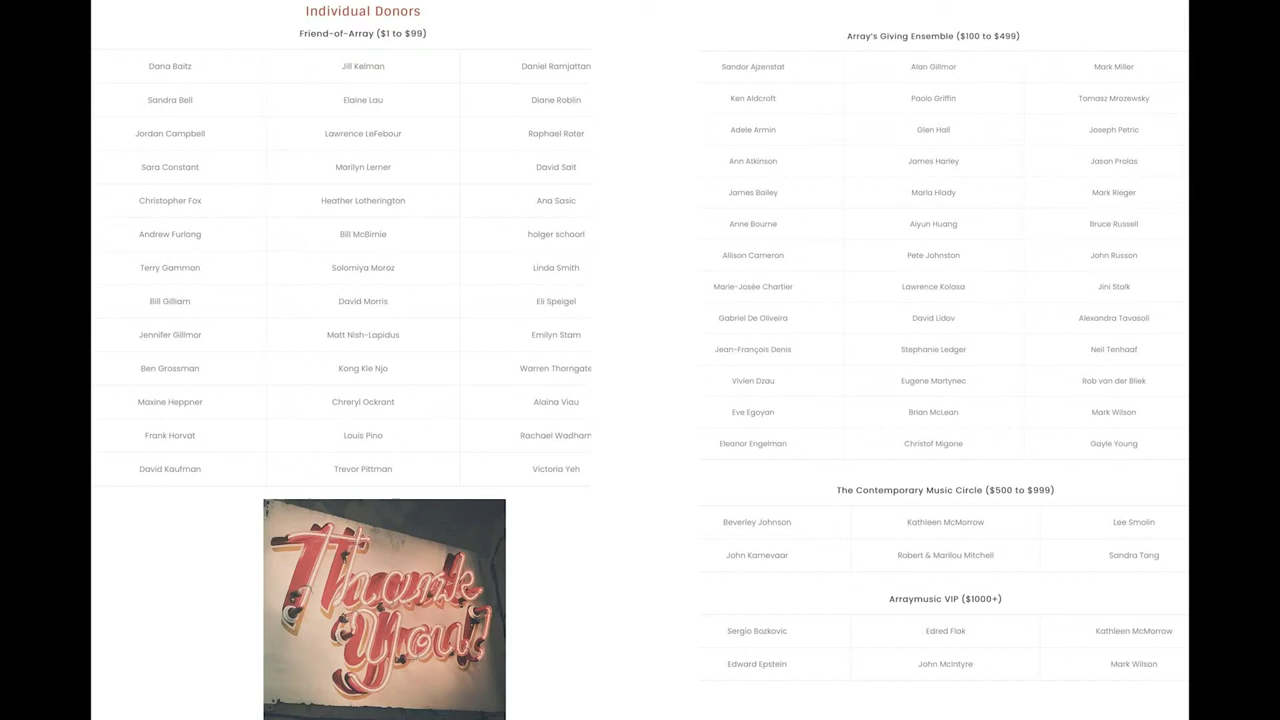 Individual Donors
Friend-of-Array ($1 to $99)
Dana Baitz Jill Kelman Daniel Ramjattan
Sandra Bell Elaine Lau Diane Roblin
Jordan Campbell Lawrence LeFebour Raphael Roter
Sara Constant Marilyn Lerner David Salt
Christopher Fox Heather Lotherington Ana Sasic
Andrew Furlong Bill McBirnie holger schoorl
Terry Gammon Solomiya Moroz Linda Smith
Bill Gilliam David Morris Eli Speigel
Jennifer Gillmor Matt Nish-Lapidus Emilyn Stam
Ben Grossman Kong Kie Njo Warren Thorngate
Maxine Heppner Chreryl Ockrant Alaina Viau
Frank Horvat Louis Pino Rachael Wadham
David Kaufman Trevor Pittman Victoria Yeh
Thank
you!
Array's Giving Ensemble ($100 to $499)
Sandor Ajzenstat Alan Gillmor Mark Miller
Ken Aldcroft Paolo Griffin Tomasz Mrozewsky
Adele Armin Glen Hall Joseph Petric
Ann Atkinson James Harley Jason Prolas
James Bailey Marla Hlady Mark Rieger
Anne Bourne Aiyun Huang Bruce Russell
Allison Cameron Pete Johnston John Russon
Marie-Josée Chartier Lawrence Kolasa Jini Stolk
Gabriel De Oliveira David Lidov Alexandra Tavasoli
Jean-François Denis Stephanie Ledger Neil Tenhaaf
Vivien Dzau Eugene Martynec Rob van der Bliek
Eve Egoyan Brian McLean Mark Wilson
Eleanor Engelman Christof Migone Gayle Young
The Contemporary Music Circle ($500 to $999)
Beverley Johnson Kathleen McMorrow Lee Smolin
John Kamevaar Robert & Marilou Mitchell Sandra Tang
Arraymusic VIP ($1000+)
Sergio Bozkovic Edred Flak Kathleen McMorrow
Edward Epstein John McIntyre Mark Wilson